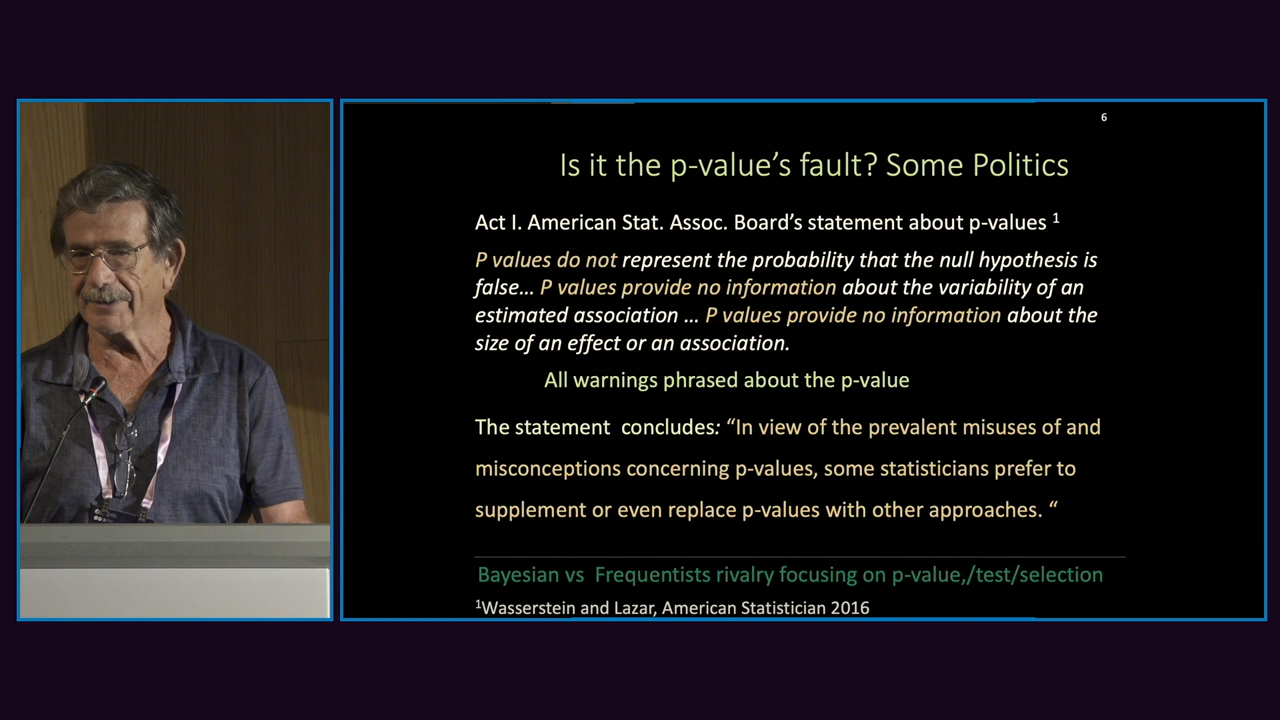 6
Is it the p-value’s fault? Some Politics
Act I. American Stat. Assoc. Board’s statement about p-values ¹
P values do not represent the probability that the null hypothesis is
false… P values provide no information about the variability of an
estimated association … P values provide no information about the
size of an effect or an association.
All warnings phrased about the p-value
The statement  concludes: “In view of the prevalent misuses of and
misconceptions concerning p-values, some statisticians prefer to
supplement or even replace p-values with other approaches. “
Bayesian vs  Frequentists rivalry focusing on p-value,/test/selection
¹Wasserstein and Lazar, American Statistician 2016